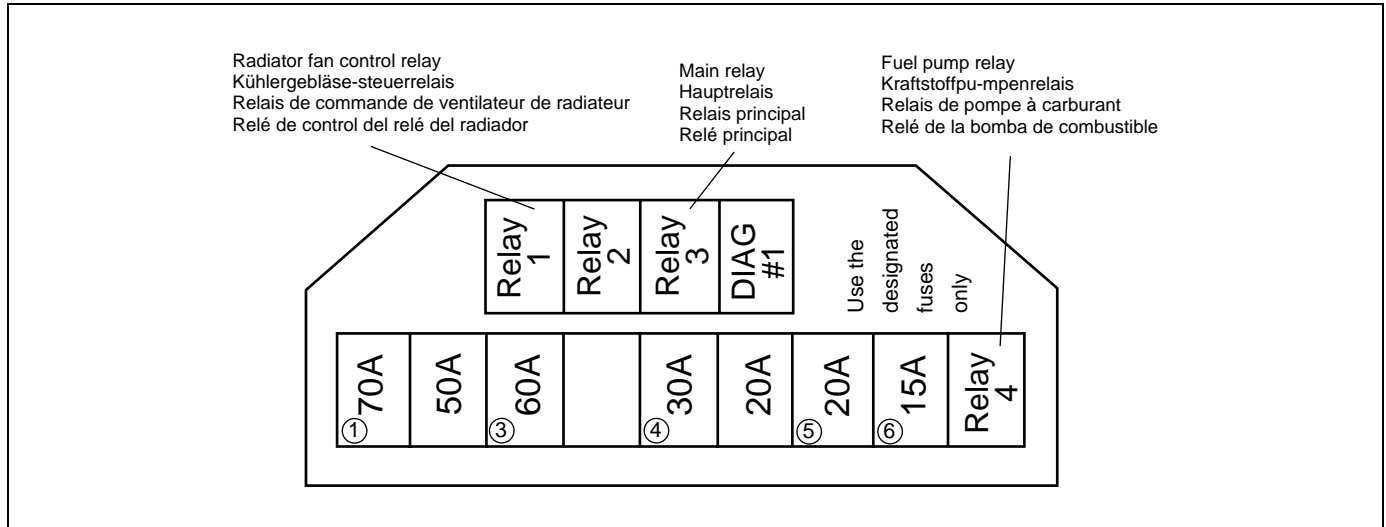 Radiator fan control relay
Kühlergebläse-steuerrelais
Relais de commande de ventilateur de radiateur
Relé de control del relé del radiador
Main relay
Hauptrelais
Relais principal
Relé principal
Fuel pump relay
Kraftstoffpu-mpenrelais
Relais de pompe à carburant
Relé de la bomba de combustible
Relay
1
Relay
2
Relay
3
DIAG
#1
Use the
designated
fuses
only
70A
1
50A
60A
3
30A
4
20A
20A
5
15A
6
Relay
4